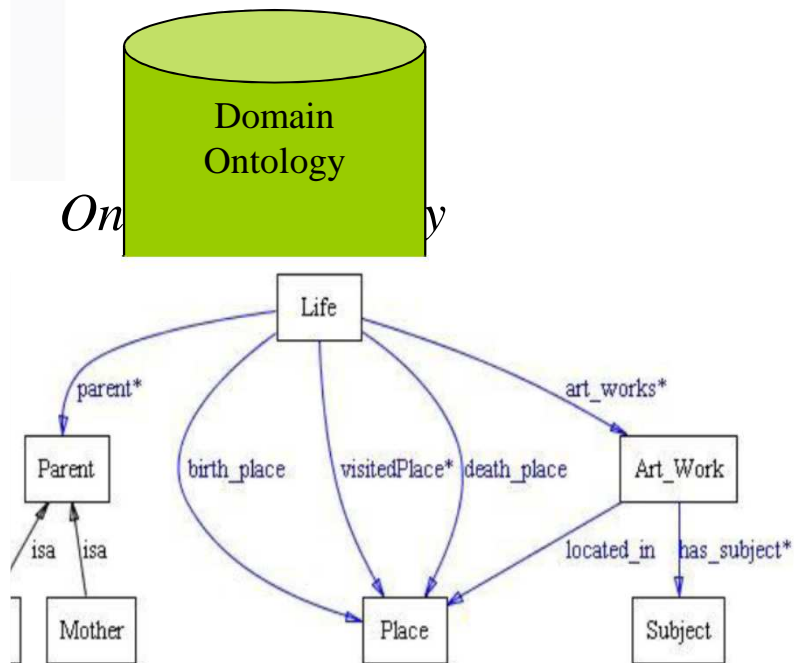 Domain
Ontology
On y
Life
parent*
art_works*
Parent
birth_place
visitedPlace*
death_place
Art_Work
isa
isa
located_in
has_subject*
Mother
Place
Subject